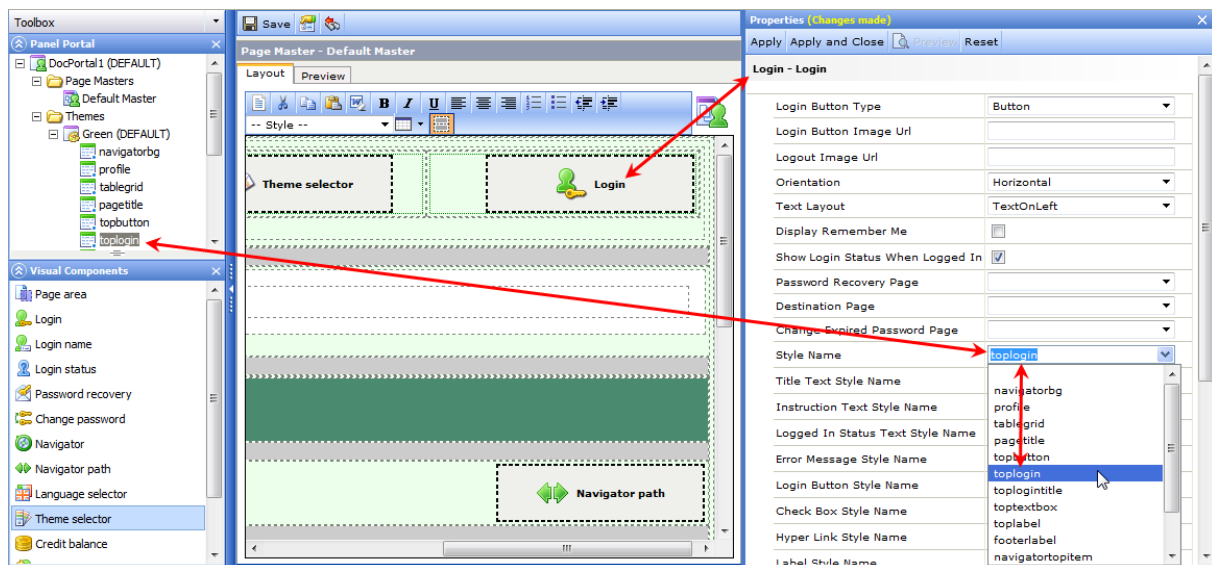 Toolbox
Panel Portal
DocPortal1 (DEFAULT)
Page Masters
Default Master
Themes
Green (DEFAULT)
navigatorbg
profile
tablegrid
pagetitle
topbutton
toplogin
Visual Components
Page area
Login
Login name
Login status
Password recovery
Change password
Navigator
Navigator path
Language selector
Theme selector
Credit balance
Save
Page Master - Default Master
Layout Preview
B I U
-- Style --
Theme selector
Login
Navigator path
Properties (Changes made)
Apply Apply and Close Preview Reset
Login - Login
Login Button Type Button
Login Button Image Url
Logout Image Url
Orientation Horizontal
Text Layout TextOnLeft
Display Remember Me
Show Login Status When Logged In
Password Recovery Page
Destination Page
Change Expired Password Page
Style Name toplogin
Title Text Style Name
Instruction Text Style Name
Logged In Status Text Style Name
Error Message Style Name
Login Button Style Name
Check Box Style Name
Hyper Link Style Name
Label Style Name
navigatorbg
profile
tablegrid
pagetitle
topbutton
toplogin
toplogintitle
toptextbox
toplabel
footerlabel
navigatortopitem